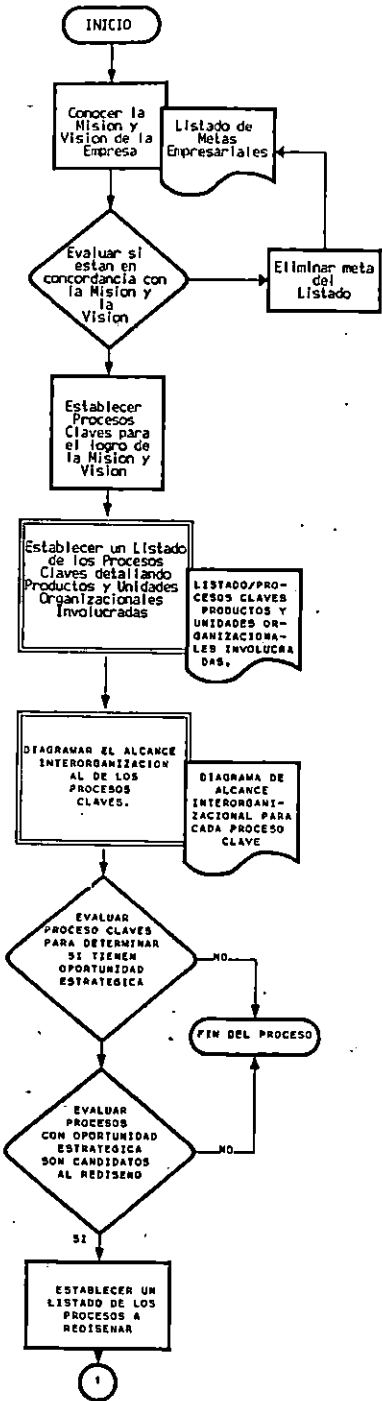 INICIO
Conocer la
Mision y
Vision de la
Empresa
Listado de
Metas
Empresariales
Evaluar si
estan en
concordancia con
la Mision y
la
Vision
Eliminar meta
del
Listado
Establecer
Procesos
Claves para
el logro de
la Mision y
Vision
Establecer un Listado
de los Procesos
Claves detallando
Productos y Unidades
Organizacionales
Involucradas
LISTADO/PRO-
CESOS CLAVES
PRODUCTOS Y
UNIDADES OR-
GANIZACIONA-
LES INVOLUCRA
DAS.
DIAGRAMAR EL ALCANCE
INTERORGANIZACION
AL DE LOS
PROCESOS
CLAVES.
DIAGRAMA DE
ALCANCE
INTERORGANI-
ZACIONAL PARA
CADA PROCESO
CLAVE
EVALUAR
PROCESO CLAVES
PARA DETERMINAR
SI TIENEN
OPORTUNIDAD
ESTRATEGICA
NO
FIN DEL PROCESO
EVALUAR
PROCESOS
CON OPORTUNIDAD
ESTRATEGICA
SON CANDIDATOS
AL REDISENO
NO
SI
ESTABLECER UN
LISTADO DE LOS
PROCESOS A
REDISENAR
1